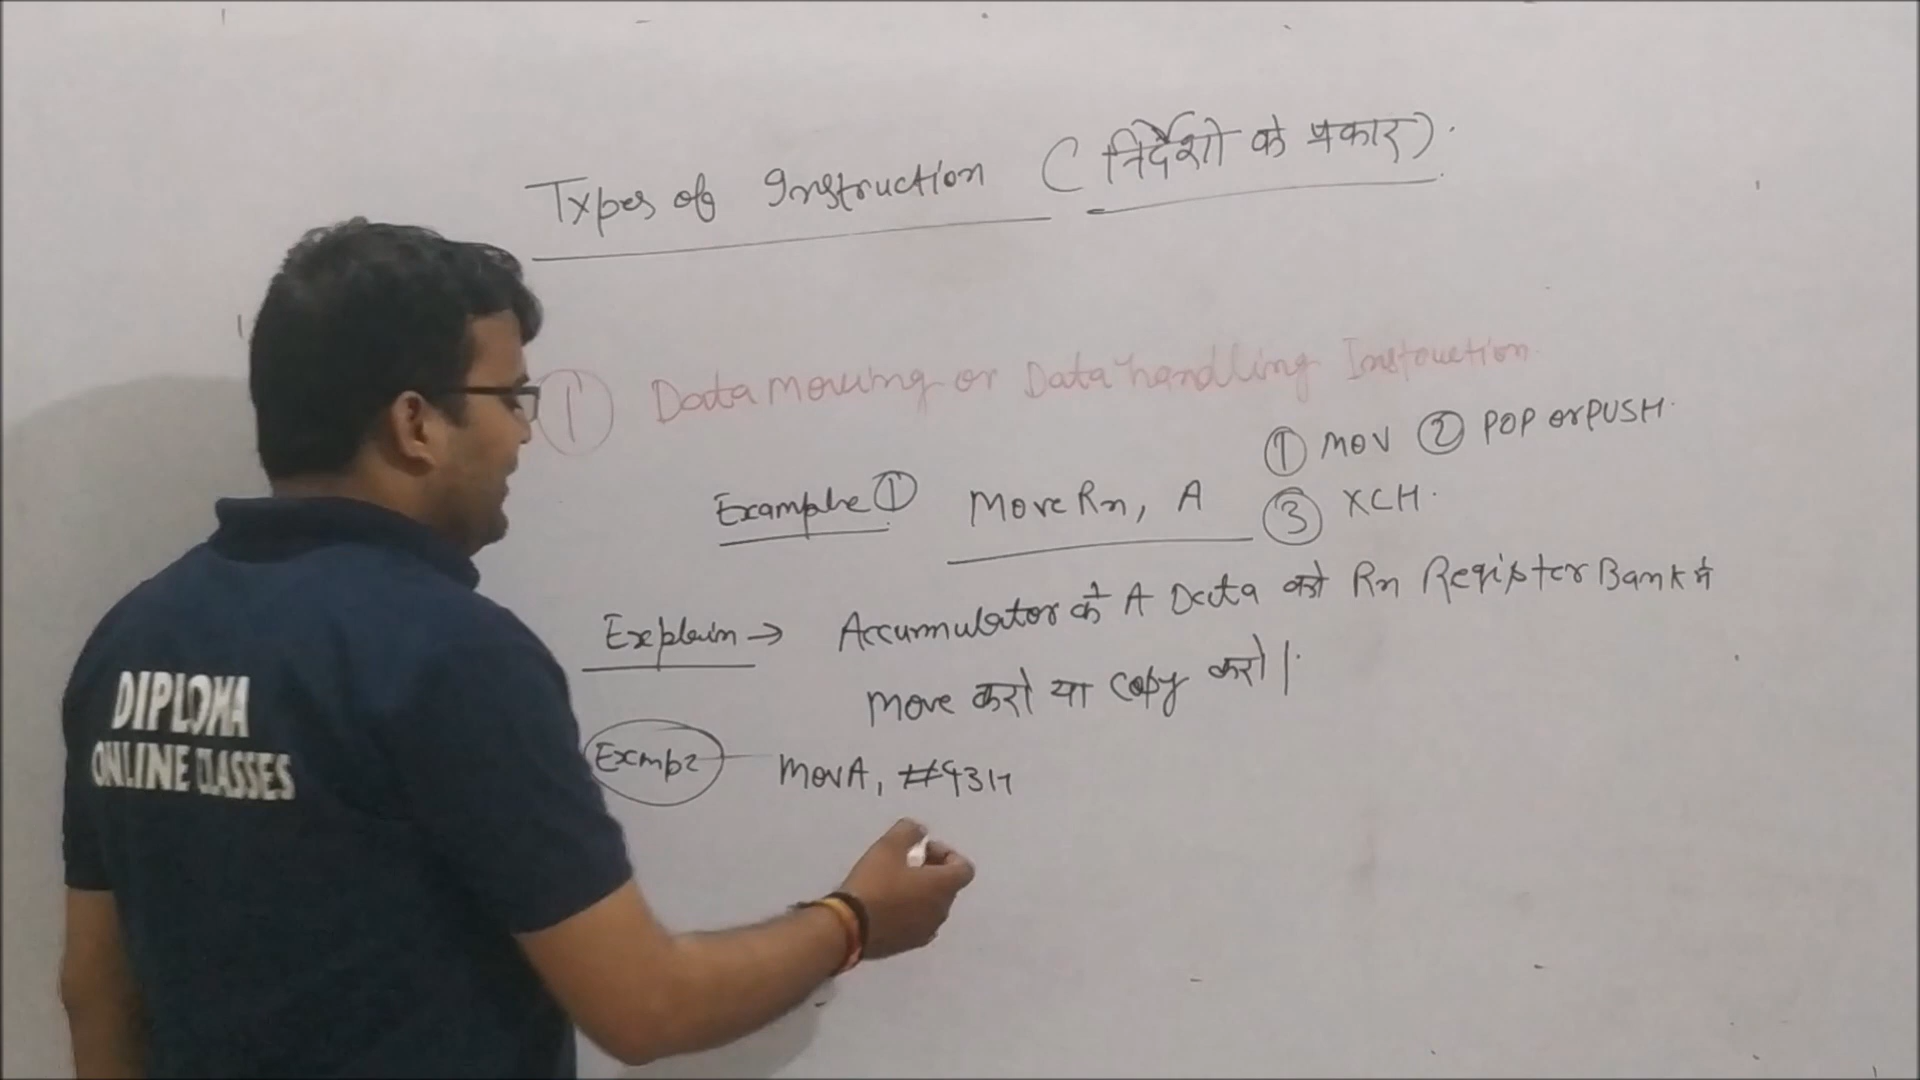 Types of Instruction (निर्देशो के प्रकार).
① Data moving or Data handling Instruction
① MOV ② POP or PUSH.
Example ① Move Rn, A ③ XCH.
Explain → Accumulator के A Data को Rn Register Bank में
Move करो या copy करो |
Exmp2 - MovA, #93H
DIPLOMA
ONLINE CLASSES